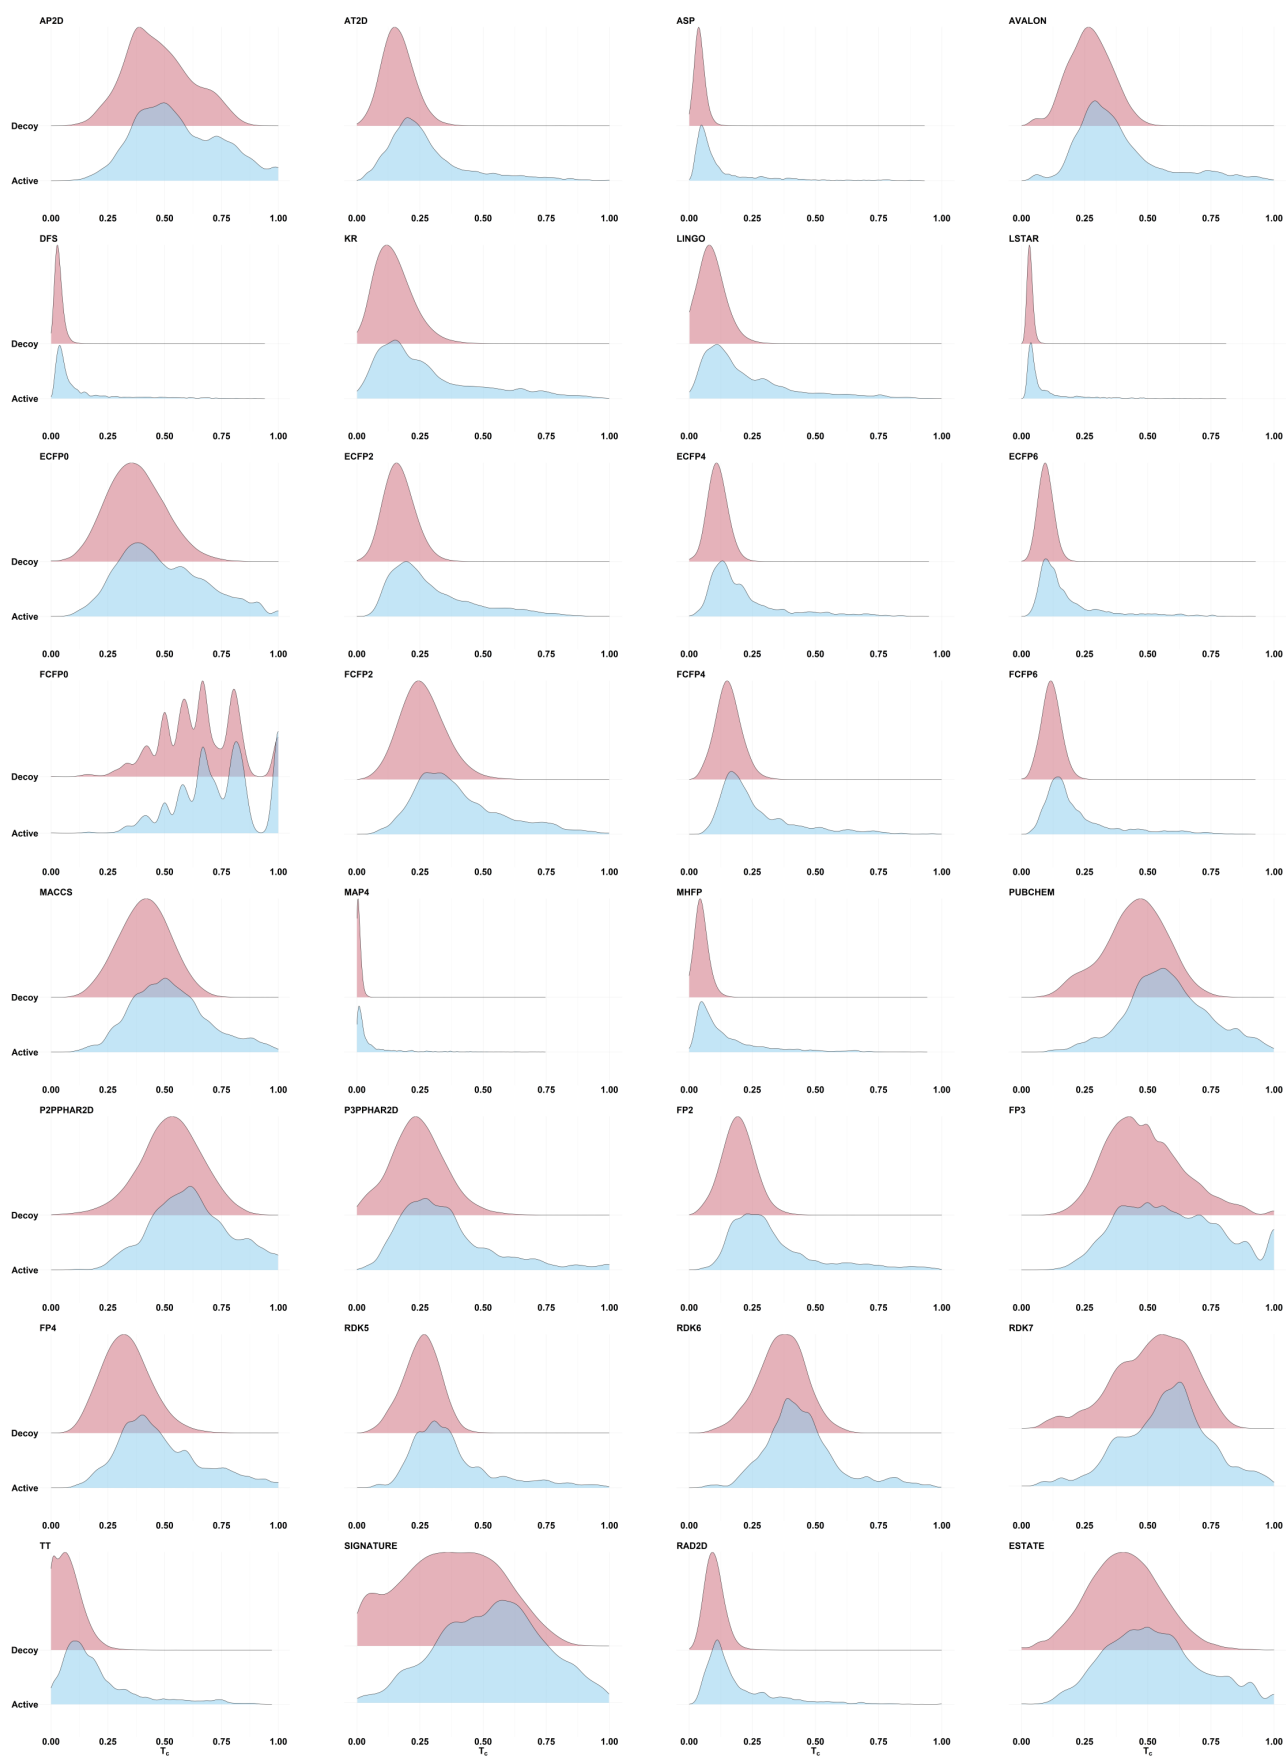 AP2D AT2D ASP AVALON
Decoy
Active
0.00 0.25 0.50 0.75 1.00 0.00 0.25 0.50 0.75 1.00 0.00 0.25 0.50 0.75 1.00 0.00 0.25 0.50 0.75 1.00
DFS KR LINGO LSTAR
Decoy
Active
0.00 0.25 0.50 0.75 1.00 0.00 0.25 0.50 0.75 1.00 0.00 0.25 0.50 0.75 1.00 0.00 0.25 0.50 0.75 1.00
ECFP0 ECFP2 ECFP4 ECFP6
Decoy
Active
0.00 0.25 0.50 0.75 1.00 0.00 0.25 0.50 0.75 1.00 0.00 0.25 0.50 0.75 1.00 0.00 0.25 0.50 0.75 1.00
FCFP0 FCFP2 FCFP4 FCFP6
Decoy
Active
0.00 0.25 0.50 0.75 1.00 0.00 0.25 0.50 0.75 1.00 0.00 0.25 0.50 0.75 1.00 0.00 0.25 0.50 0.75 1.00
MACCS MAP4 MHFP PUBCHEM
Decoy
Active
0.00 0.25 0.50 0.75 1.00 0.00 0.25 0.50 0.75 1.00 0.00 0.25 0.50 0.75 1.00 0.00 0.25 0.50 0.75 1.00
P2PPHAR2D P3PPHAR2D FP2 FP3
Decoy
Active
0.00 0.25 0.50 0.75 1.00 0.00 0.25 0.50 0.75 1.00 0.00 0.25 0.50 0.75 1.00 0.00 0.25 0.50 0.75 1.00
FP4 RDK5 RDK6 RDK7
Decoy
Active
0.00 0.25 0.50 0.75 1.00 0.00 0.25 0.50 0.75 1.00 0.00 0.25 0.50 0.75 1.00 0.00 0.25 0.50 0.75 1.00
TT SIGNATURE RAD2D ESTATE
Decoy
Active
0.00 0.25 0.50 0.75 1.00 0.00 0.25 0.50 0.75 1.00 0.00 0.25 0.50 0.75 1.00 0.00 0.25 0.50 0.75 1.00
Tc Tc Tc Tc